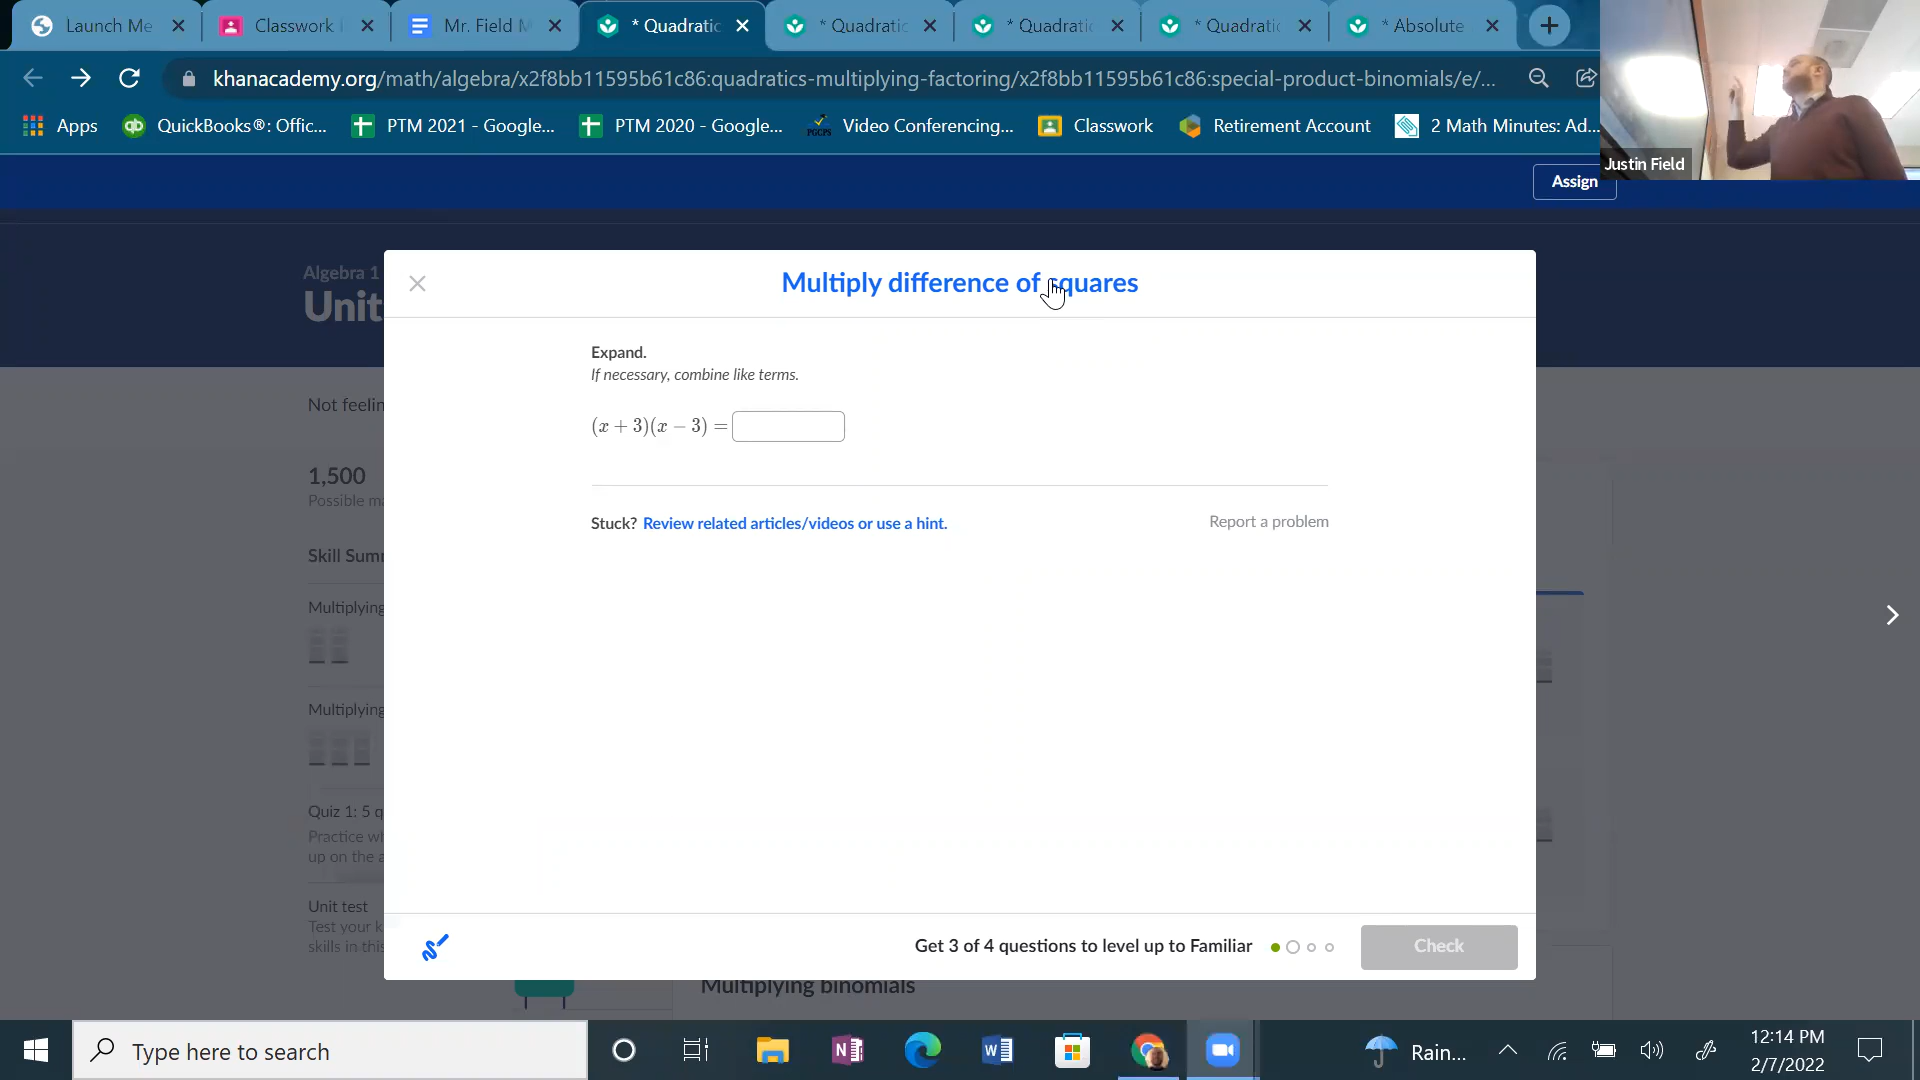 Launch Me
Classwork
Mr. Field M
* Quadratic
* Quadratic
* Quadratic
* Quadratic
* Absolute
khanacademy.org/math/algebra/x2f8bb11595b61c86:quadratics-multiplying-factoring/x2f8bb11595b61c86:special-product-binomials/e/...
Apps
QuickBooks®: Offic...
PTM 2021 - Google...
PTM 2020 - Google...
PGCPS
Video Conferencing...
Classwork
Retirement Account
2 Math Minutes: Ad...
Justin Field
Assign
Algebra 1
Unit
Multiply difference of squares
Expand.
If necessary, combine like terms.
(x + 3)(x − 3) =
Stuck? Review related articles/videos or use a hint.
Report a problem
Not feelin
1,500
Possible ma
Skill Summ
Multiplying
Multiplying
Quiz 1: 5 q
Practice wh
up on the a
Unit test
Test your k
skills in this
Get 3 of 4 questions to level up to Familiar
Check
Multiplying binomials
Type here to search
Rain...
12:14 PM
2/7/2022